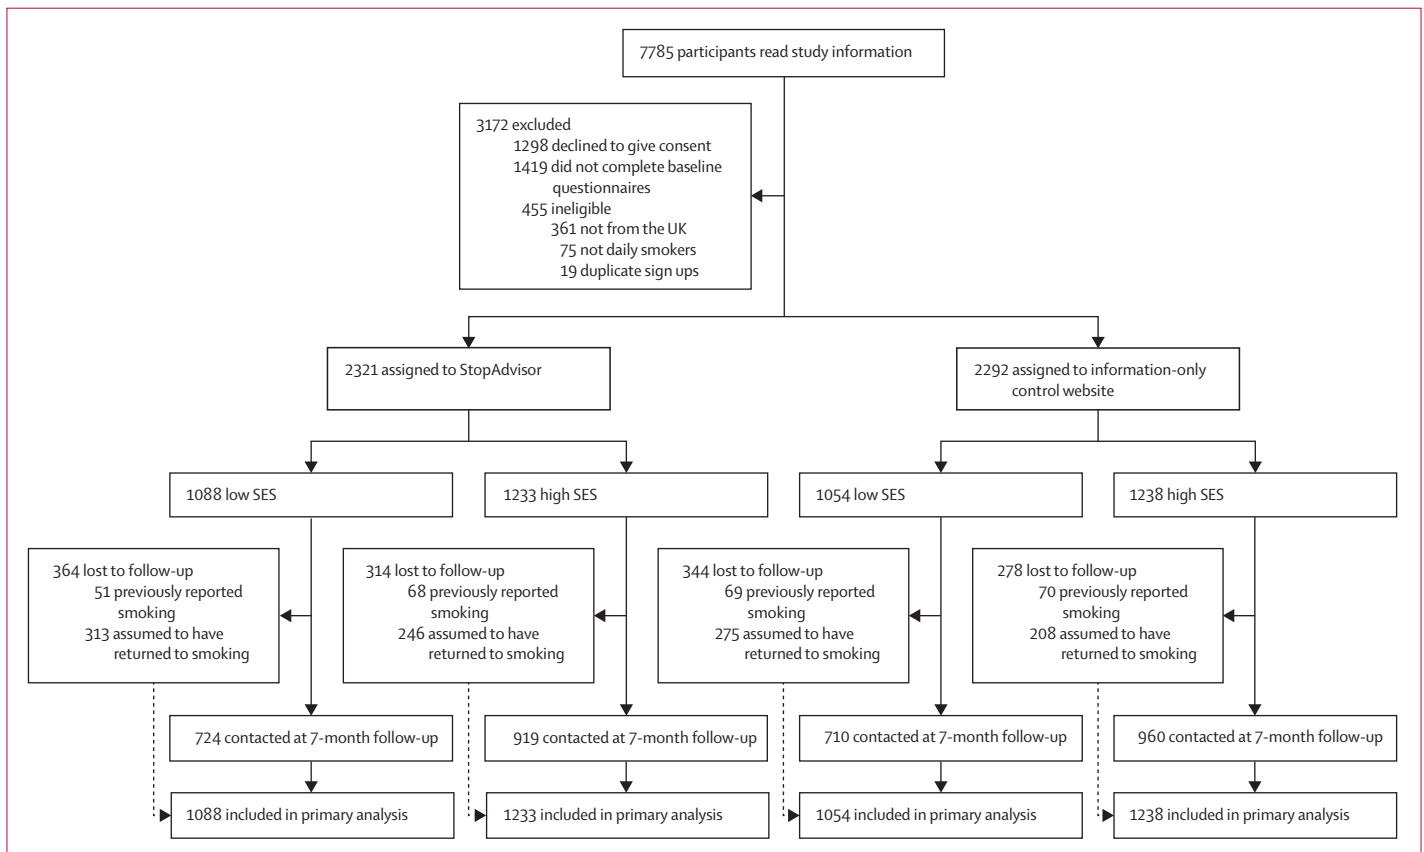 7785 participants read study information
3172 excluded
1298 declined to give consent
1419 did not complete baseline
questionnaires
455 ineligible
361 not from the UK
75 not daily smokers
19 duplicate sign ups
2321 assigned to StopAdvisor
2292 assigned to information-only
control website
1088 low SES
1233 high SES
1054 low SES
1238 high SES
364 lost to follow-up
51 previously reported
smoking
313 assumed to have
returned to smoking
314 lost to follow-up
68 previously reported
smoking
246 assumed to have
returned to smoking
344 lost to follow-up
69 previously reported
smoking
275 assumed to have
returned to smoking
278 lost to follow-up
70 previously reported
smoking
208 assumed to have
returned to smoking
724 contacted at 7-month follow-up
919 contacted at 7-month follow-up
710 contacted at 7-month follow-up
960 contacted at 7-month follow-up
1088 included in primary analysis
1233 included in primary analysis
1054 included in primary analysis
1238 included in primary analysis